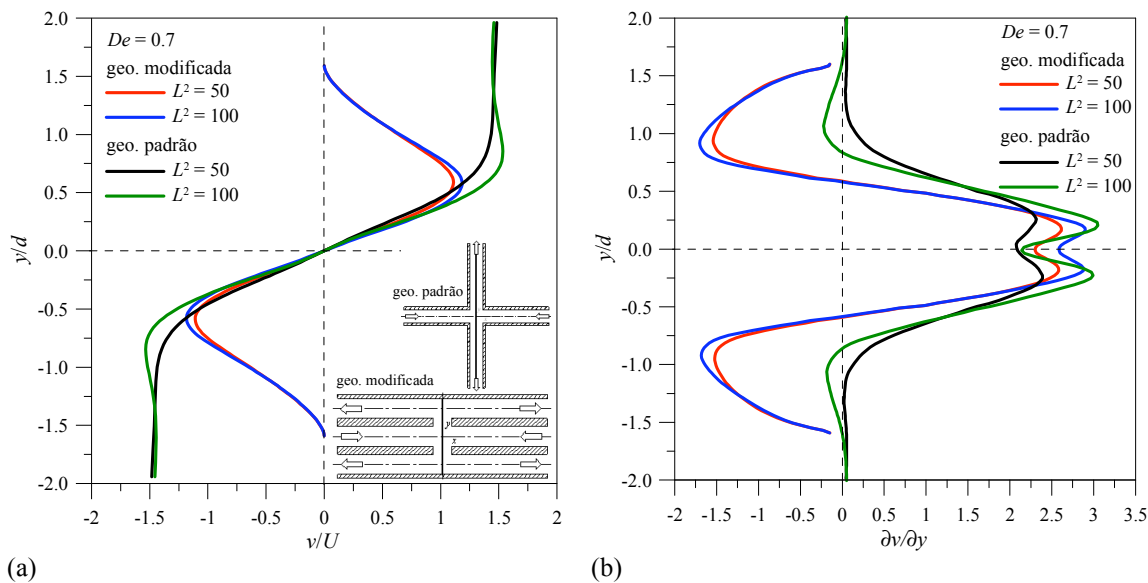 De = 0.7
geo. modificada
L² = 50
L² = 100
geo. padrão
L² = 50
L² = 100
2.0
1.5
1.0
0.5
0.0
-0.5
-1.0
-1.5
-2.0
y/d
-2 -1.5 -1 -0.5 0 0.5 1 1.5 2
v/U
geo. padrão
geo. modificada
y
x
(a)
De = 0.7
geo. modificada
L² = 50
L² = 100
geo. padrão
L² = 50
L² = 100
2.0
1.5
1.0
0.5
0.0
-0.5
-1.0
-1.5
-2.0
y/d
-2 -1.5 -1 -0.5 0 0.5 1 1.5 2 2.5 3 3.5
∂v/∂y
(b)